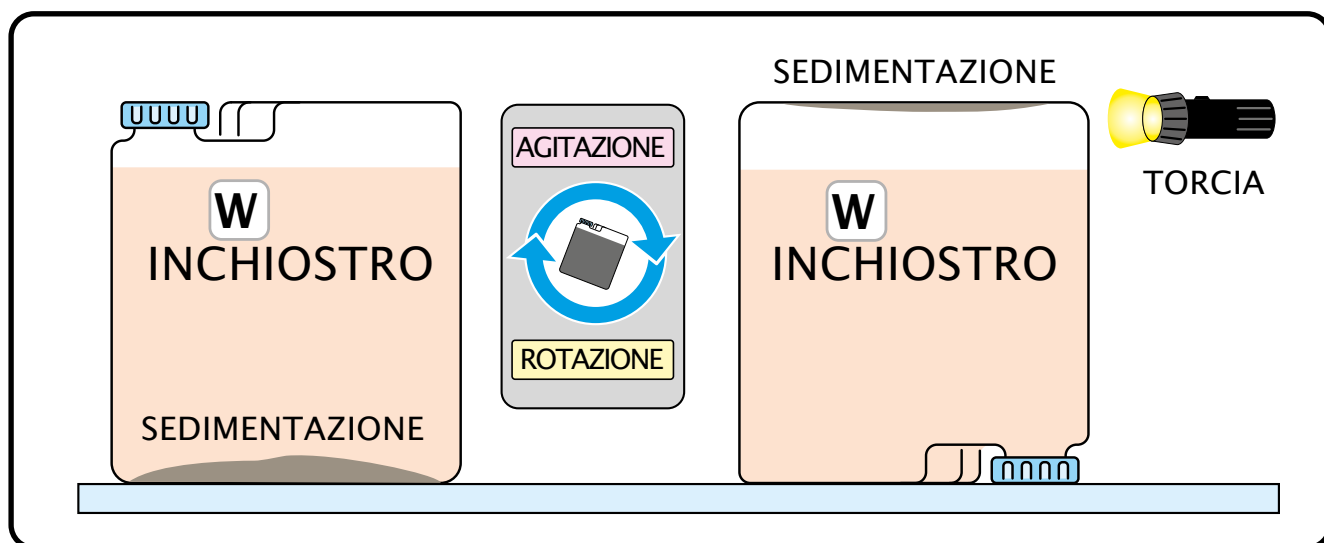 W
INCHIOSTRO
SEDIMENTAZIONE
AGITAZIONE
ROTAZIONE
SEDIMENTAZIONE
W
INCHIOSTRO
TORCIA